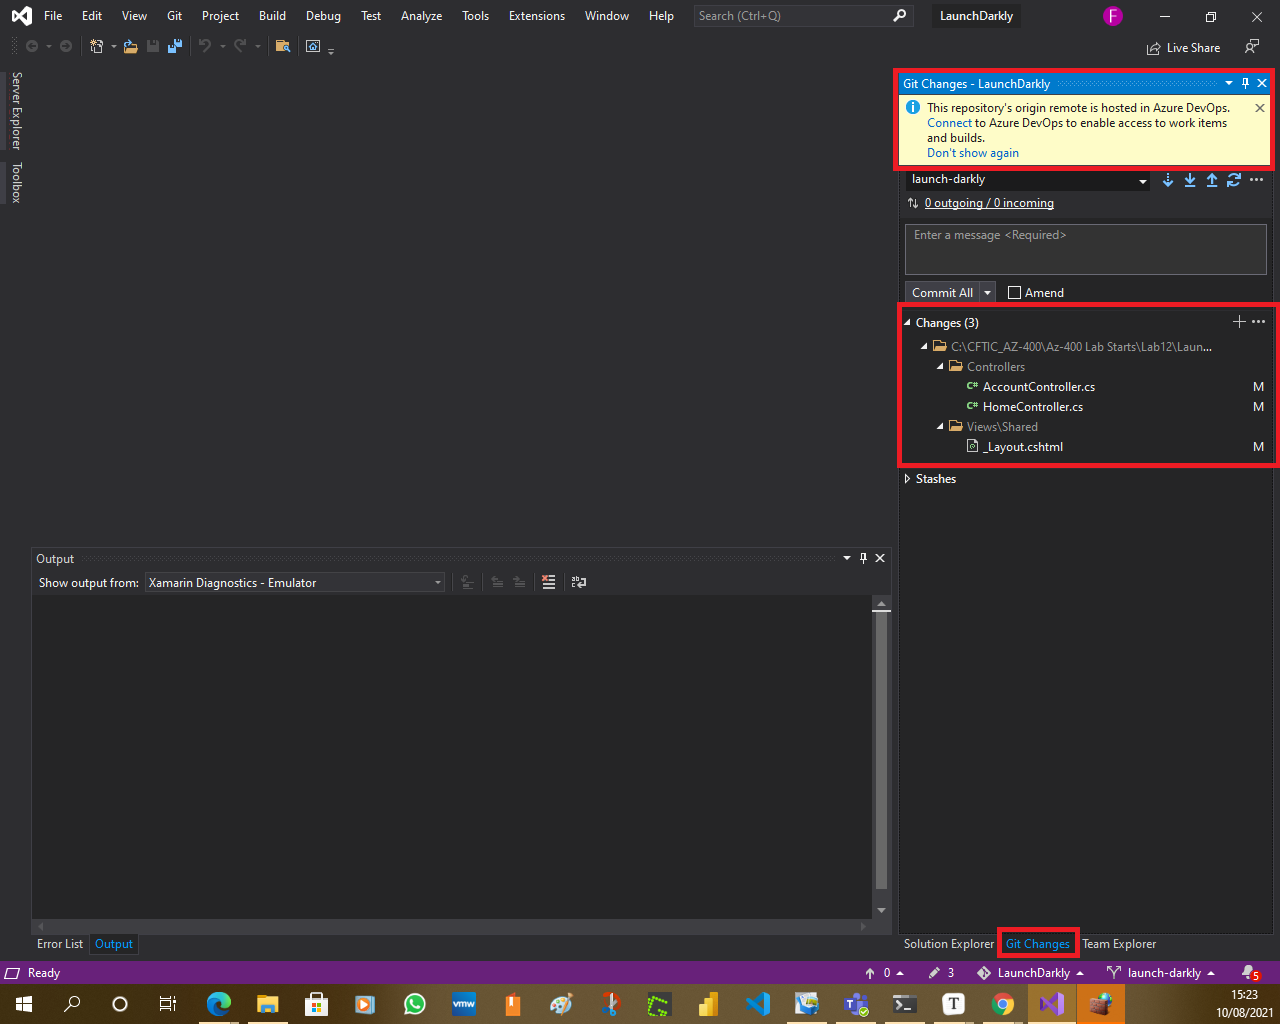 File Edit View Git Project Build Debug Test Analyze Tools Extensions Window Help Search (Ctrl+Q) LaunchDarkly F
Live Share
Server Explorer
Toolbox
Git Changes - LaunchDarkly
This repository's origin remote is hosted in Azure DevOps.
Connect to Azure DevOps to enable access to work items
and builds.
Don't show again
launch-darkly
0 outgoing / 0 incoming
Enter a message <Required>
Commit All Amend
Changes (3)
C:\CFTIC_AZ-400\Az-400 Lab Starts\Lab12\Laun...
Controllers
C# AccountController.cs M
C# HomeController.cs M
Views\Shared
_Layout.cshtml M
Stashes
Output
Show output from: Xamarin Diagnostics - Emulator
Error List Output
Solution Explorer Git Changes Team Explorer
Ready 0 3 LaunchDarkly launch-darkly 5
vmw T
15:23
10/08/2021